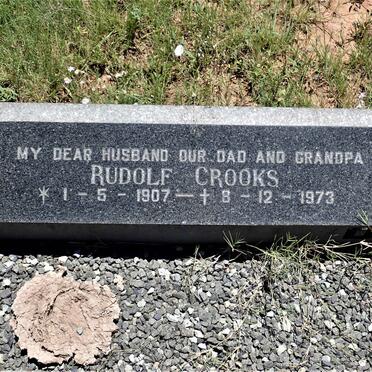 MY DEAR HUSBAND OUR DAD AND GRANDPA
RUDOLF CROOKS
* 1 - 5 - 1907 — † 8 - 12 - 1973